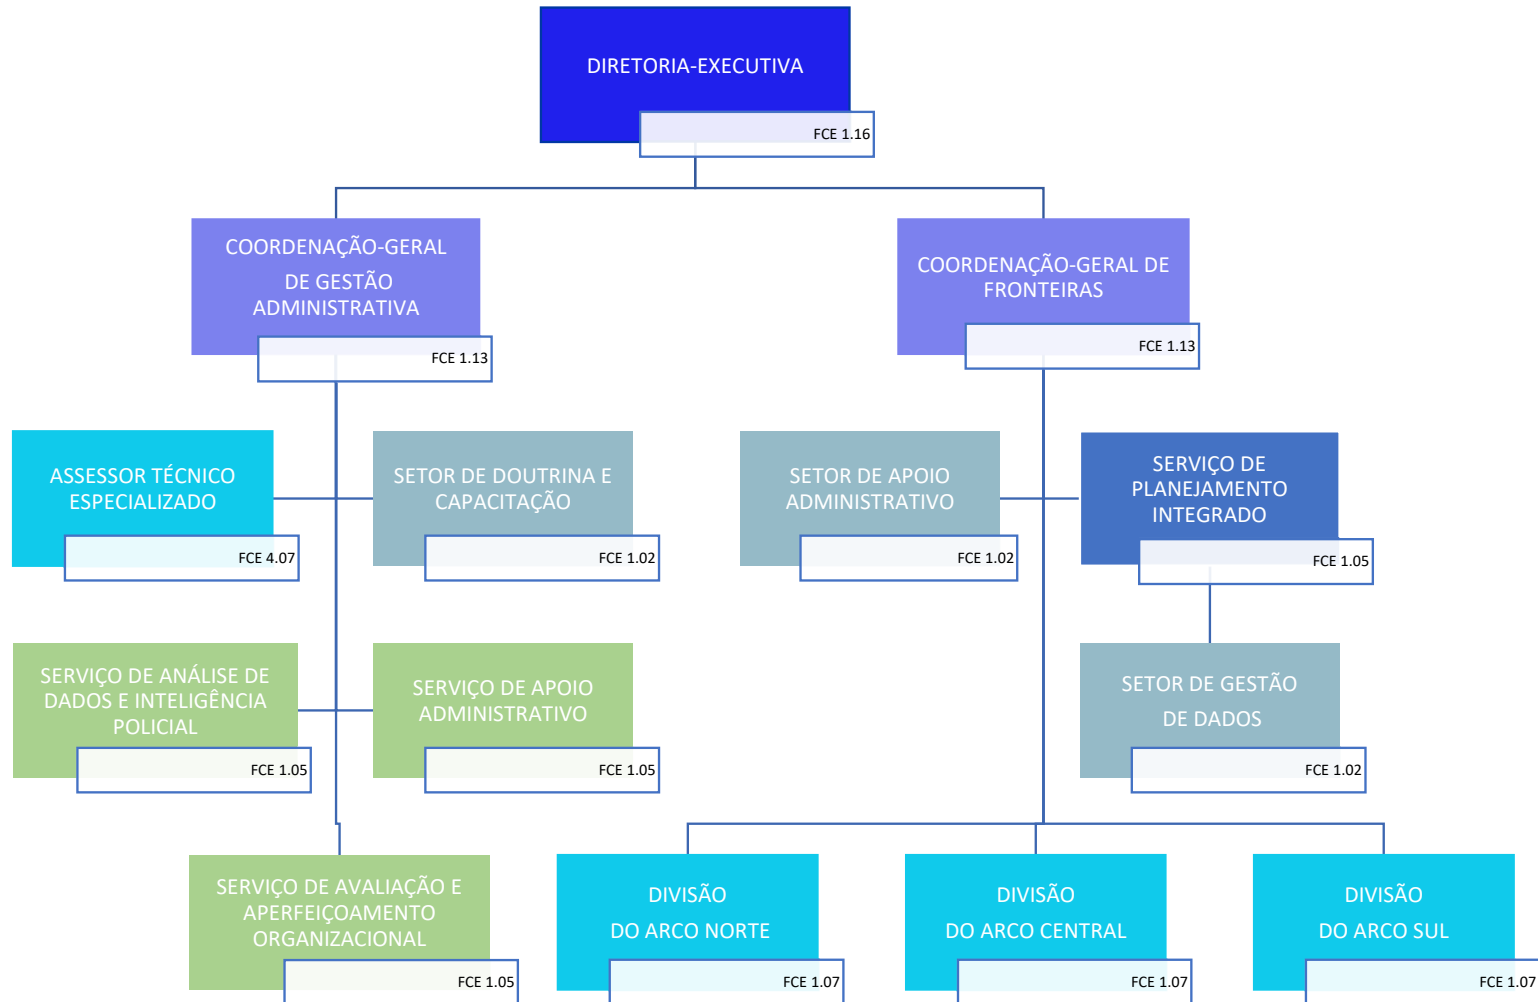 DIRETORIA-EXECUTIVA
FCE 1.16
COORDENAÇÃO-GERAL
DE GESTÃO
ADMINISTRATIVA
FCE 1.13
COORDENAÇÃO-GERAL DE
FRONTEIRAS
FCE 1.13
ASSESSOR TÉCNICO
ESPECIALIZADO
FCE 4.07
SETOR DE DOUTRINA E
CAPACITAÇÃO
FCE 1.02
SETOR DE APOIO
ADMINISTRATIVO
FCE 1.02
SERVIÇO DE
PLANEJAMENTO
INTEGRADO
FCE 1.05
SERVIÇO DE ANÁLISE DE
DADOS E INTELIGÊNCIA
POLICIAL
FCE 1.05
SERVIÇO DE APOIO
ADMINISTRATIVO
FCE 1.05
SETOR DE GESTÃO
DE DADOS
FCE 1.02
SERVIÇO DE AVALIAÇÃO E
APERFEIÇOAMENTO
ORGANIZACIONAL
FCE 1.05
DIVISÃO
DO ARCO NORTE
FCE 1.07
DIVISÃO
DO ARCO CENTRAL
FCE 1.07
DIVISÃO
DO ARCO SUL
FCE 1.07